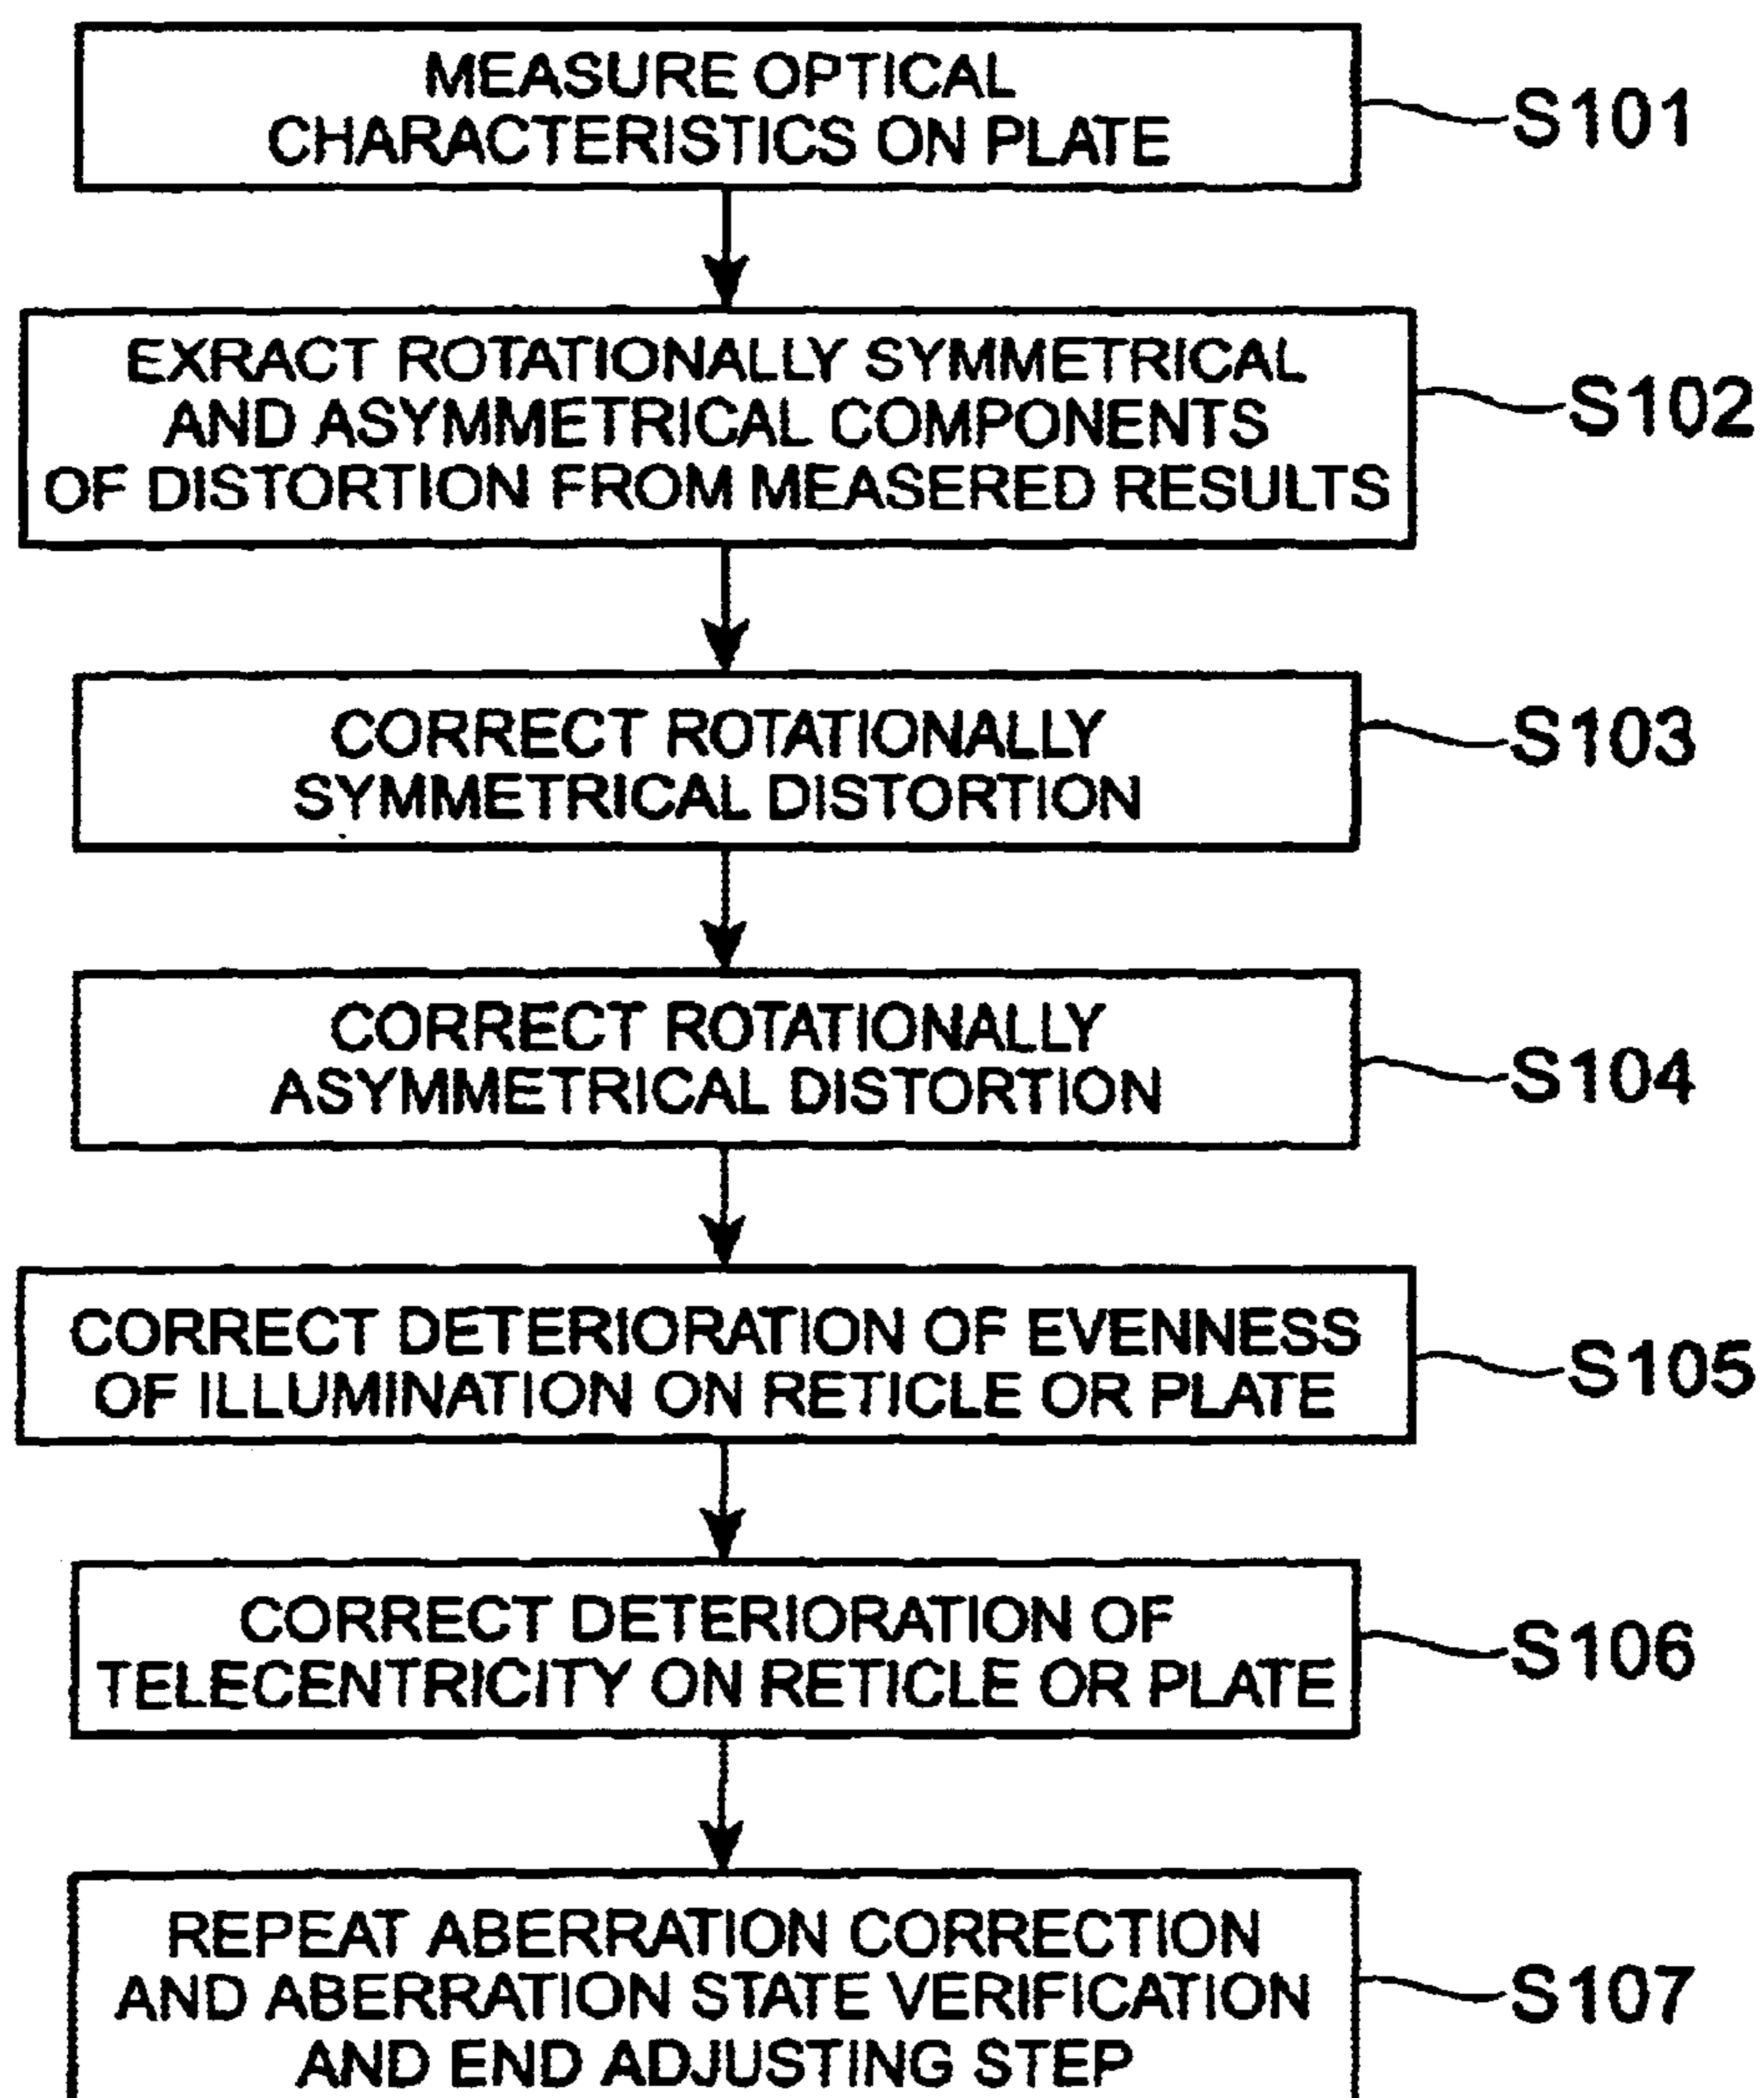 MEASURE OPTICAL
CHARACTERISTICS ON PLATE
S101
EXRACT ROTATIONALLY SYMMETRICAL
AND ASYMMETRICAL COMPONENTS
OF DISTORTION FROM MEASERED RESULTS
S102
CORRECT ROTATIONALLY
SYMMETRICAL DISTORTION
S103
CORRECT ROTATIONALLY
ASYMMETRICAL DISTORTION
S104
CORRECT DETERIORATION OF EVENNESS
OF ILLUMINATION ON RETICLE OR PLATE
S105
CORRECT DETERIORATION OF
TELECENTRICITY ON RETICLE OR PLATE
S106
REPEAT ABERRATION CORRECTION
AND ABERRATION STATE VERIFICATION
AND END ADJUSTING STEP
S107